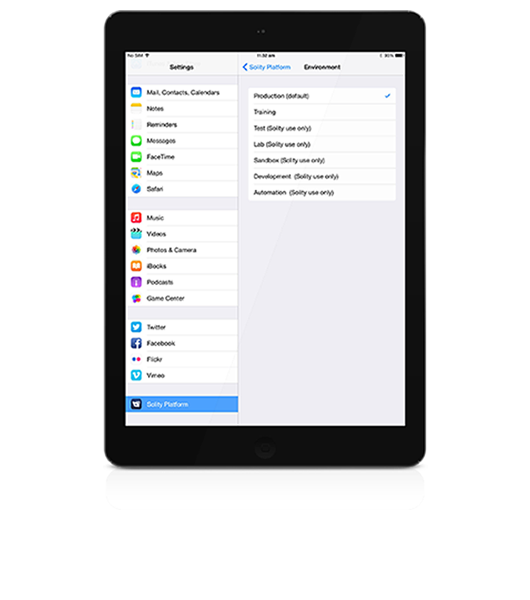 No SIM
11:52 am
90%
Settings
Solity Platform
Environment
Mail, Contacts, Calendars
Notes
Reminders
Messages
FaceTime
Maps
Safari
Music
Videos
Photos & Camera
iBooks
Podcasts
Game Center
Twitter
Facebook
Flickr
Vimeo
Solity Platform
Production (default)
Training
Test (Solity use only)
Lab (Solity use only)
Sandbox (Solity use only)
Development (Solity use only)
Automation (Solity use only)